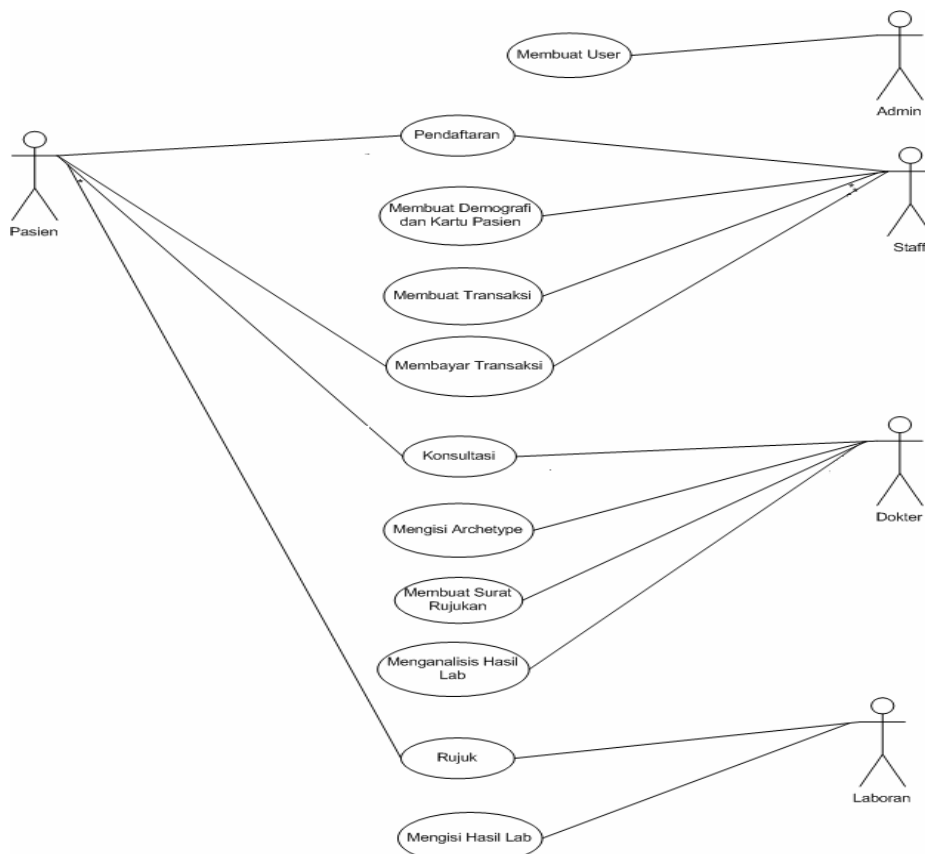 Membuat User
Admin
Pendaftaran
Pasien
Membuat Demografi
dan Kartu Pasien
Staff
Membuat Transaksi
Membayar Transaksi
Konsultasi
Dokter
Mengisi Archetype
Membuat Surat
Rujukan
Menganalisis Hasil
Lab
Rujuk
Laboran
Mengisi Hasil Lab